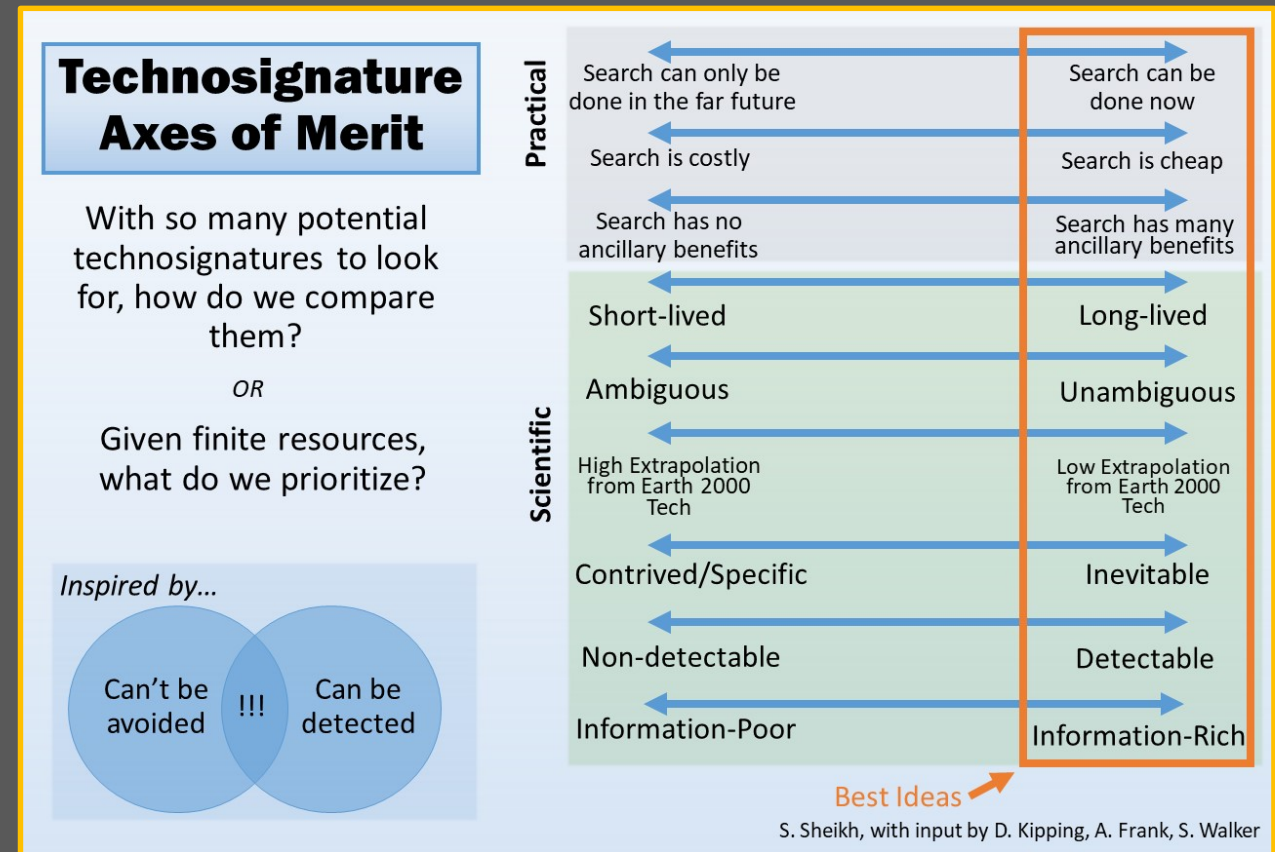 Technosignature
Axes of Merit
With so many potential
technosignatures to look
for, how do we compare
them?
OR
Given finite resources,
what do we prioritize?
Inspired by...
Can't be
avoided
!!!
Can be
detected
Practical
Search can only be
done in the far future
Search can be
done now
Search is costly
Search is cheap
Search has no
ancillary benefits
Search has many
ancillary benefits
Scientific
Short-lived
Long-lived
Ambiguous
Unambiguous
High Extrapolation
from Earth 2000
Tech
Low Extrapolation
from Earth 2000
Tech
Contrived/Specific
Inevitable
Non-detectable
Detectable
Information-Poor
Information-Rich
Best Ideas
S. Sheikh, with input by D. Kipping, A. Frank, S. Walker